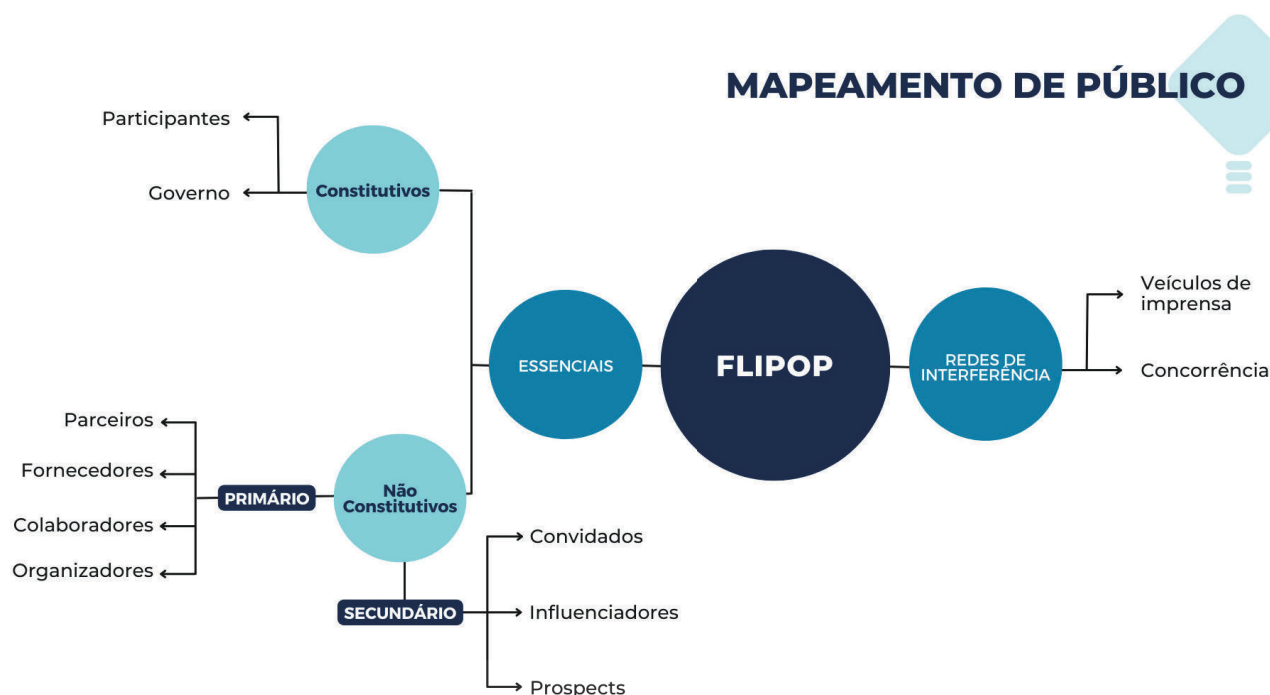 MAPEAMENTO DE PÚBLICO
Participantes
Governo
Constitutivos
ESSENCIAIS
FLIPOP
REDES DE
INTERFERÊNCIA
Veículos de
imprensa
Concorrência
Parceiros
Fornecedores
Colaboradores
Organizadores
PRIMÁRIO
Não
Constitutivos
SECUNDÁRIO
Convidados
Influenciadores
Prospects